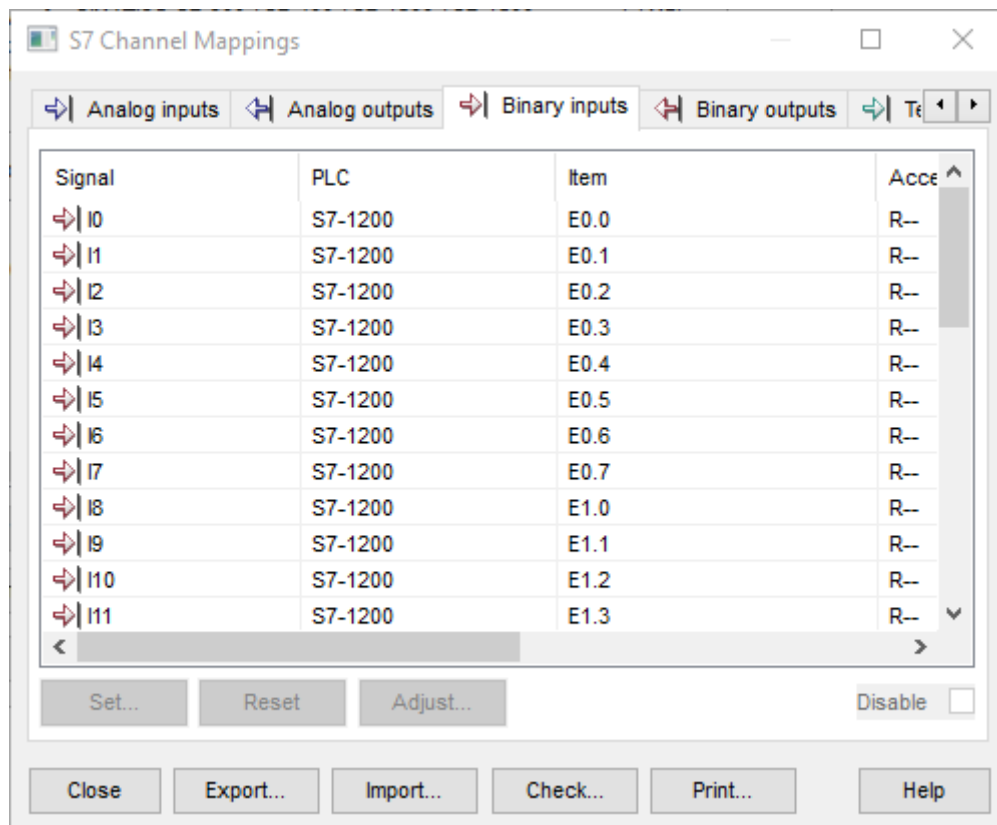 S7 Channel Mappings
Analog inputs Analog outputs Binary inputs Binary outputs Te
Signal PLC Item Acce
I0 S7-1200 E0.0 R--
I1 S7-1200 E0.1 R--
I2 S7-1200 E0.2 R--
I3 S7-1200 E0.3 R--
I4 S7-1200 E0.4 R--
I5 S7-1200 E0.5 R--
I6 S7-1200 E0.6 R--
I7 S7-1200 E0.7 R--
I8 S7-1200 E1.0 R--
I9 S7-1200 E1.1 R--
I10 S7-1200 E1.2 R--
I11 S7-1200 E1.3 R--
Set... Reset Adjust... Disable
Close Export... Import... Check... Print... Help